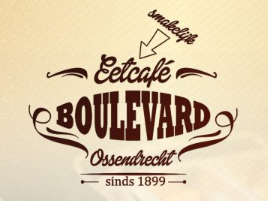 smakelijk
Eetcafé
BOULEVARD
Ossendrecht
sinds 1899